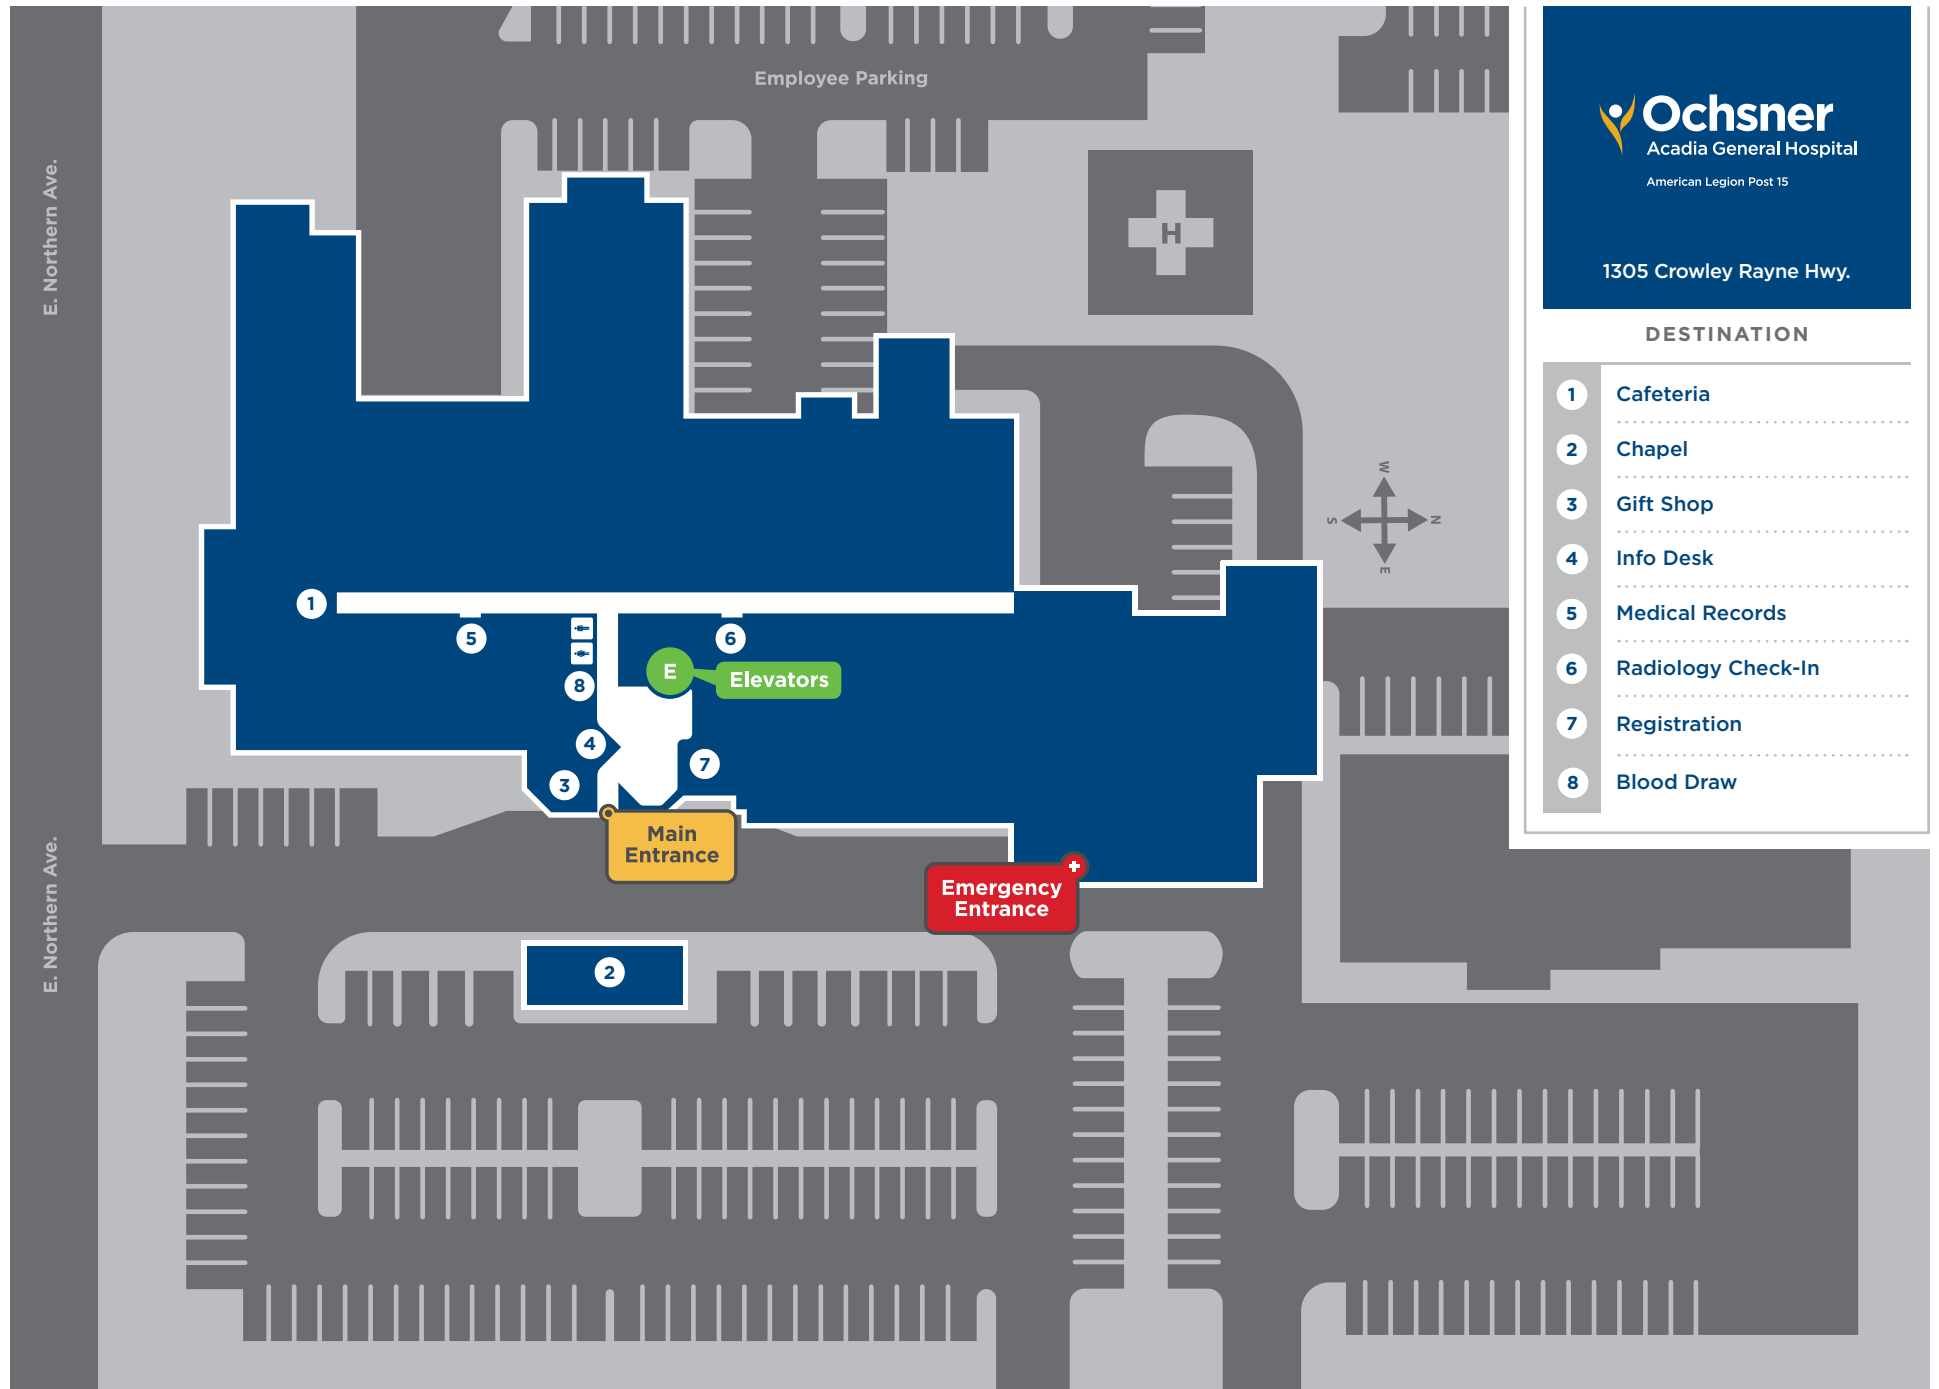 Employee Parking
E. Northern Ave.
E. Northern Ave.
H
W
S
N
E
1
5
6
8
E
Elevators
4
7
3
Main
Entrance
Emergency
Entrance
2
Ochsner
Acadia General Hospital
American Legion Post 15
1305 Crowley Rayne Hwy.
DESTINATION
1 Cafeteria
2 Chapel
3 Gift Shop
4 Info Desk
5 Medical Records
6 Radiology Check-In
7 Registration
8 Blood Draw